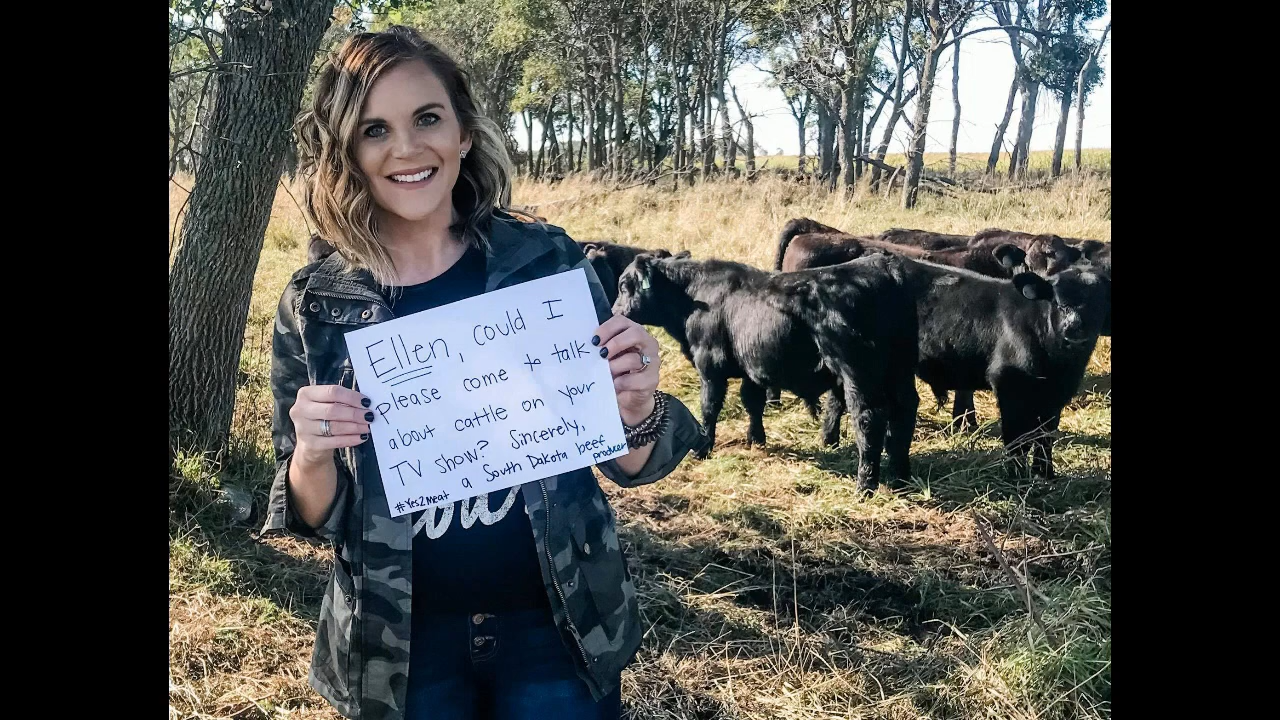 Ellen, could I
please come to talk
about cattle on your
TV show? Sincerely,
a South Dakota beef
producer
#Yes2Meat